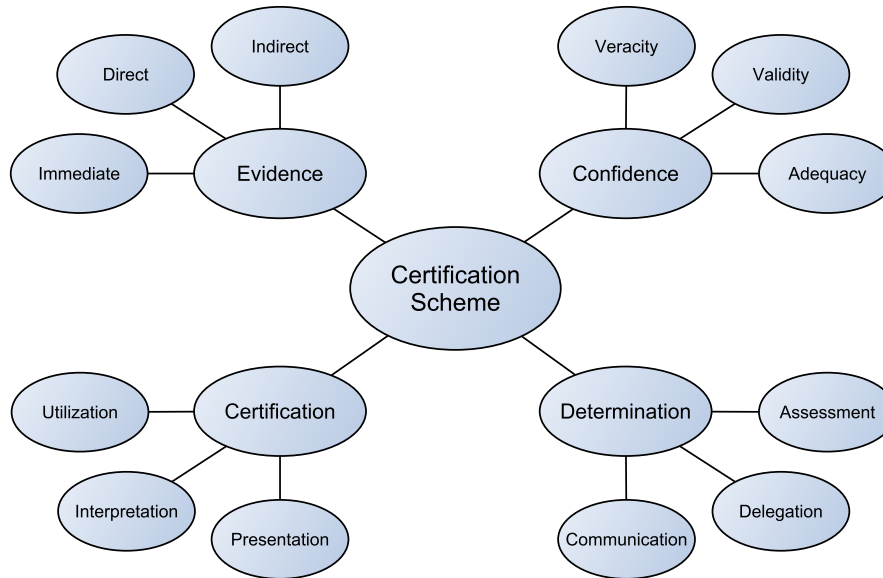 Indirect
Veracity
Direct
Validity
Immediate
Evidence
Confidence
Adequacy
Certification
Scheme
Utilization
Certification
Determination
Assessment
Interpretation
Delegation
Presentation
Communication